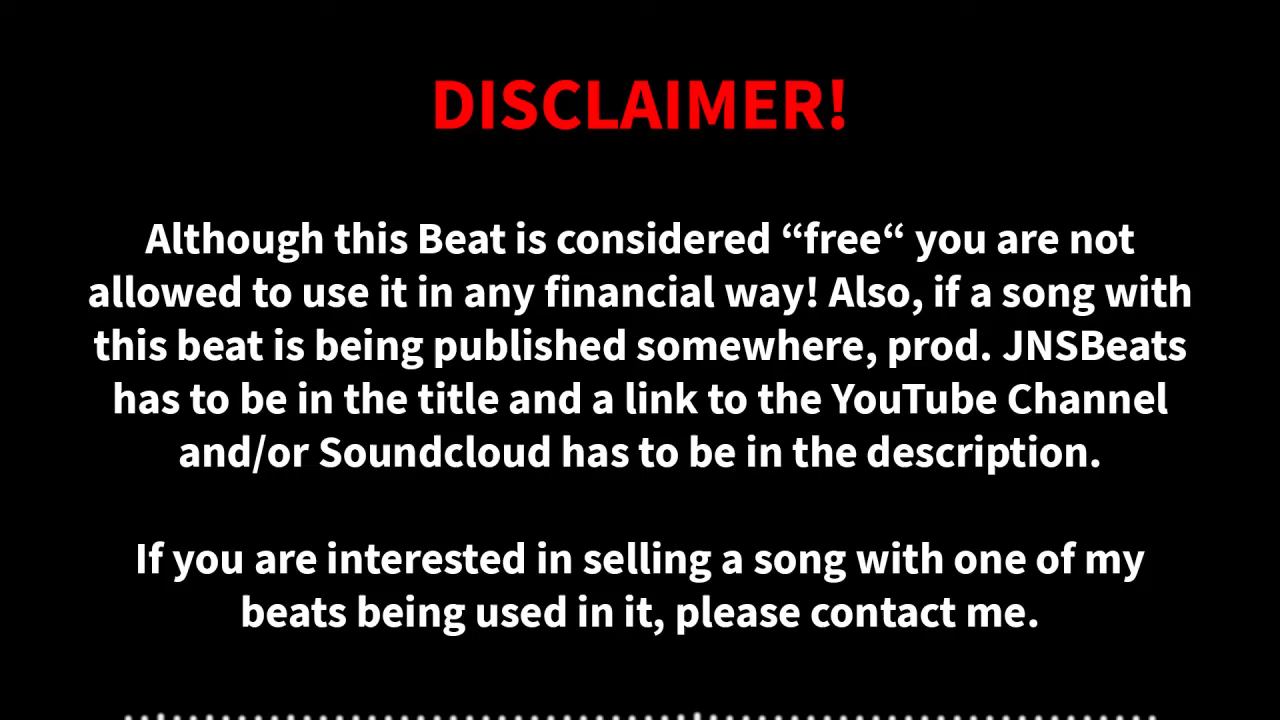 DISCLAIMER!
Although this Beat is considered “free“ you are not
allowed to use it in any financial way! Also, if a song with
this beat is being published somewhere, prod. JNSBeats
has to be in the title and a link to the YouTube Channel
and/or Soundcloud has to be in the description.
If you are interested in selling a song with one of my
beats being used in it, please contact me.